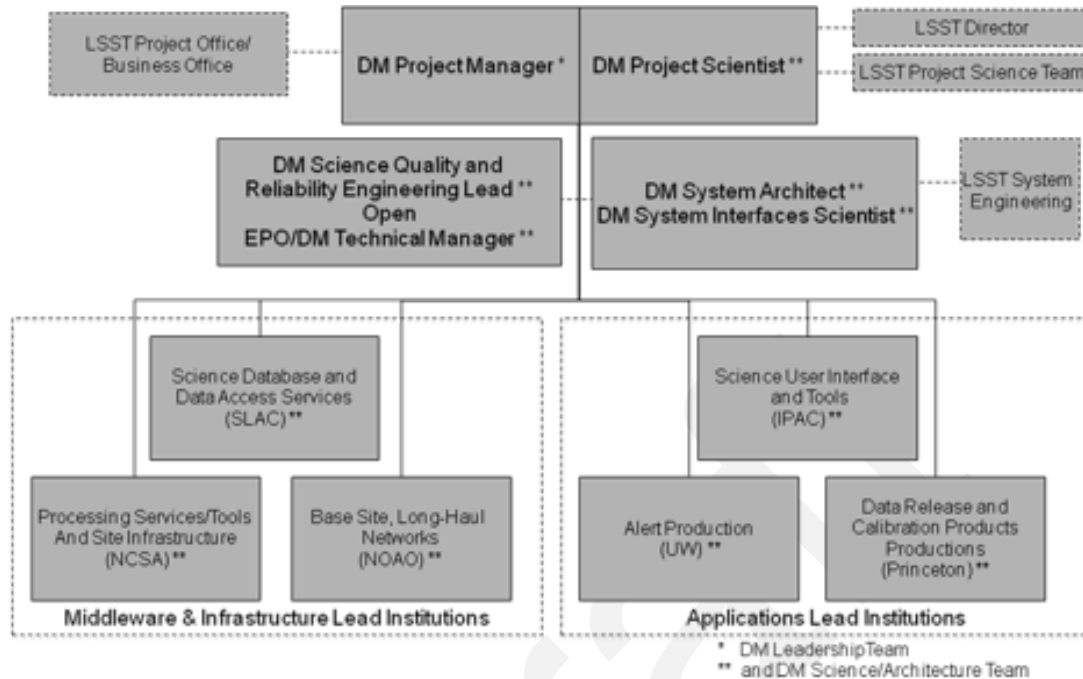 LSST Project Office/
Business Office
DM Project Manager *
DM Project Scientist **
LSST Director
LSST Project Science Team
DM Science Quality and
Reliability Engineering Lead **
Open
EPO/DM Technical Manager **
DM System Architect **
DM System Interfaces Scientist **
LSST System
Engineering
Science Database and
Data Access Services
(SLAC) **
Science User Interface
and Tools
(IPAC) **
Processing Services/Tools
And Site Infrastructure
(NCSA) **
Base Site, Long-Haul
Networks
(NOAO) **
Alert Production
(UW) **
Data Release and
Calibration Products
Productions
(Princeton) **
Middleware & Infrastructure Lead Institutions
Applications Lead Institutions
* DM Leadership Team
** and DM Science/Architecture Team